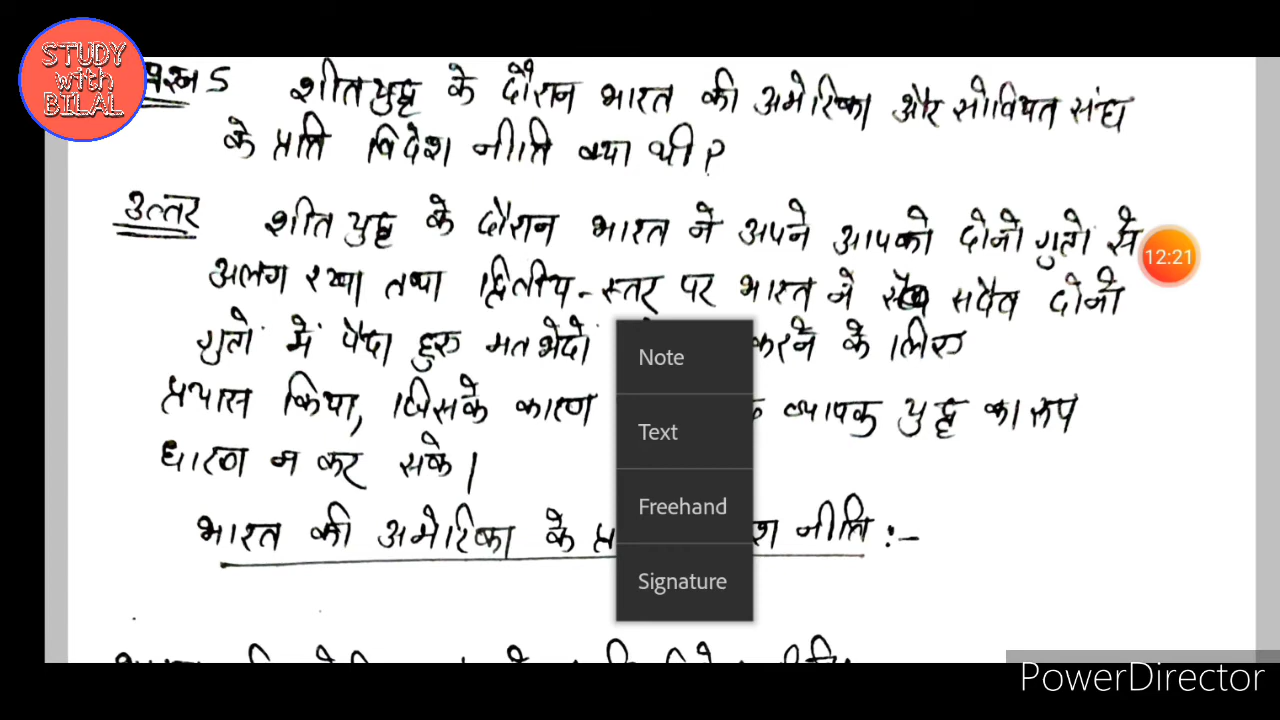 STUDY
with
BILAL
प्रश्न 5 शीतयुद्ध के दौरान भारत की अमेरिका और सोवियत संघ
के प्रति विदेश नीति क्या थी?
उत्तर शीतयुद्ध के दौरान भारत ने अपने आपको दोनो गुतो से
12:21
अलग रखा तथा द्वितीय-स्तर पर भारत ने सदैव दोनो
गुतो में पैदा हुए मतभेदो करने के लिए
प्रयास किया, जिसके कारण व्यापक युद्ध का रूप
धारण न कर सके।
भारत की अमेरिका के नीति :-
Note
Text
Freehand
Signature
PowerDirector